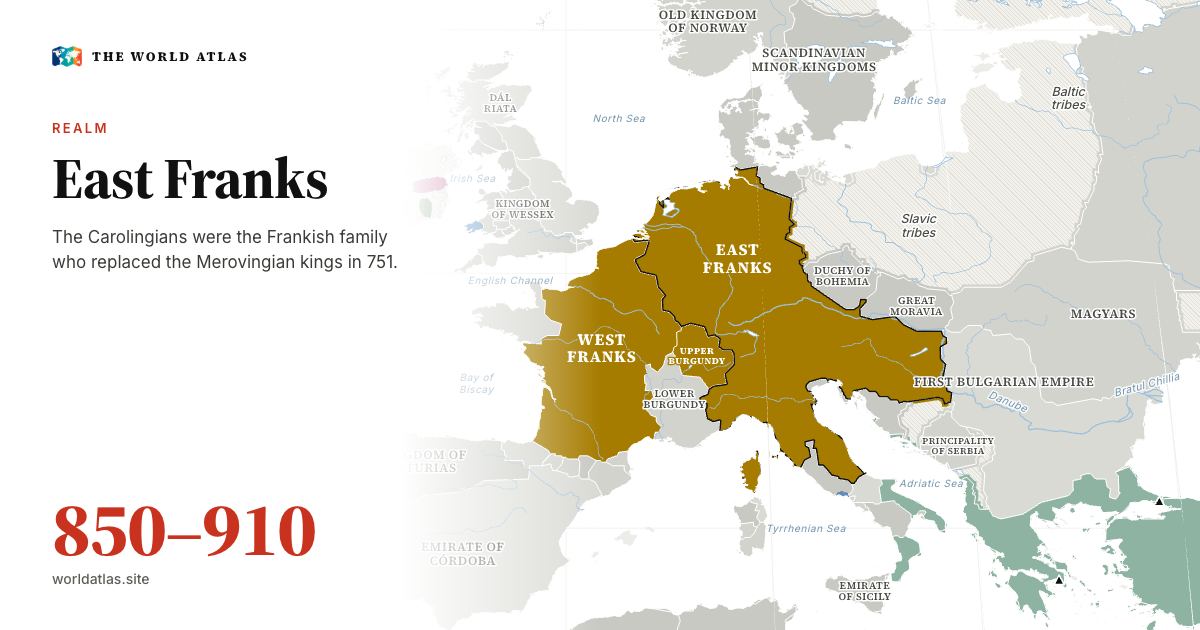 THE WORLD ATLAS
REALM
East Franks
The Carolingians were the Frankish family
who replaced the Merovingian kings in 751.
850–910
worldatlas.site
OLD KINGDOM
OF NORWAY
SCANDINAVIAN
MINOR KINGDOMS
DÁL
RIATA
North Sea
Baltic Sea
Baltic
tribes
Irish Sea
KINGDOM
OF WESSEX
Slavic
tribes
English Channel
EAST
FRANKS
DUCHY OF
BOHEMIA
GREAT
MORAVIA
MAGYARS
WEST
FRANKS
UPPER
BURGUNDY
Bay of
Biscay
LOWER
BURGUNDY
FIRST BULGARIAN EMPIRE
Danube
Bratul Chillia
PRINCIPALITY
OF SERBIA
GDOM OF
TURIAS
Adriatic Sea
Tyrrhenian Sea
EMIRATE OF
CÓRDOBA
EMIRATE
OF SICILY